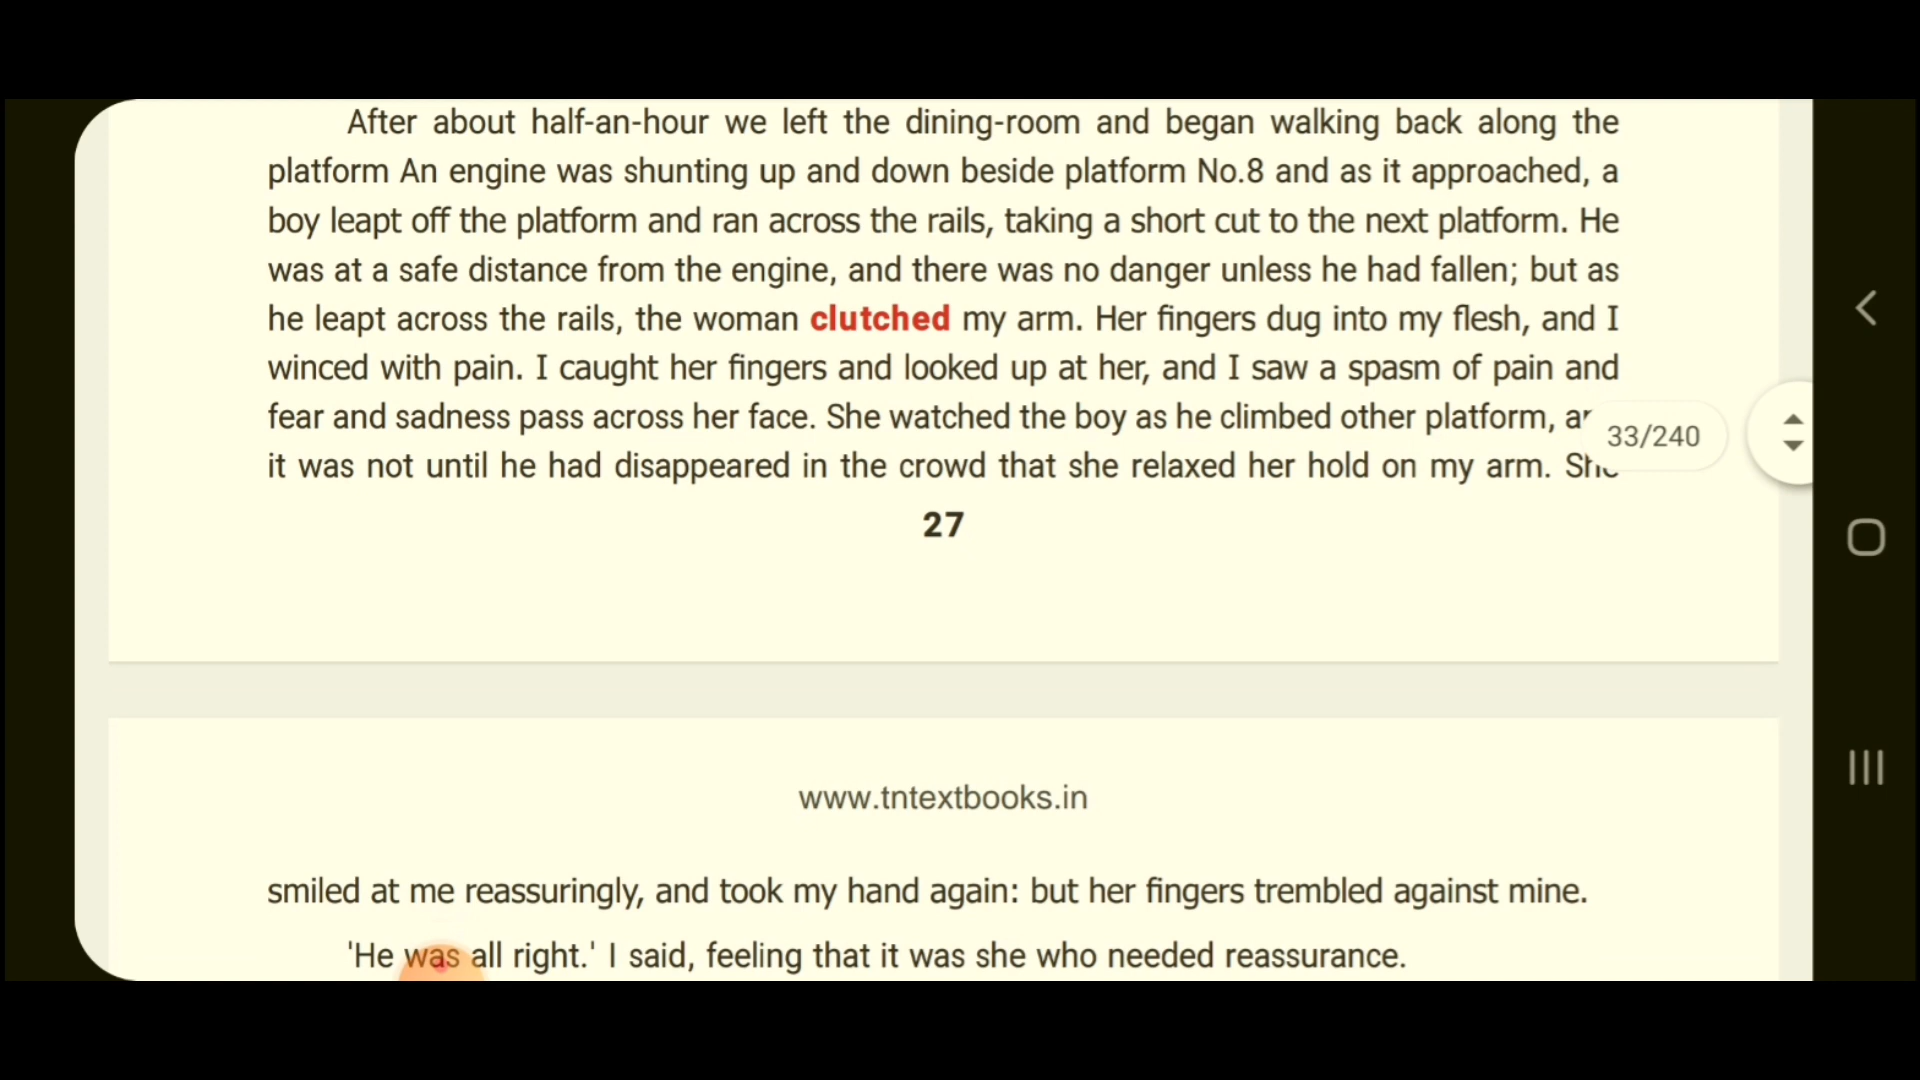 After about half-an-hour we left the dining-room and began walking back along the
platform An engine was shunting up and down beside platform No.8 and as it approached, a
boy leapt off the platform and ran across the rails, taking a short cut to the next platform. He
was at a safe distance from the engine, and there was no danger unless he had fallen; but as
he leapt across the rails, the woman clutched my arm. Her fingers dug into my flesh, and I
winced with pain. I caught her fingers and looked up at her, and I saw a spasm of pain and
fear and sadness pass across her face. She watched the boy as he climbed other platform,
33/240
it was not until he had disappeared in the crowd that she relaxed her hold on my arm. She
27
www.tntextbooks.in
smiled at me reassuringly, and took my hand again: but her fingers trembled against mine.
'He was all right.' I said, feeling that it was she who needed reassurance.